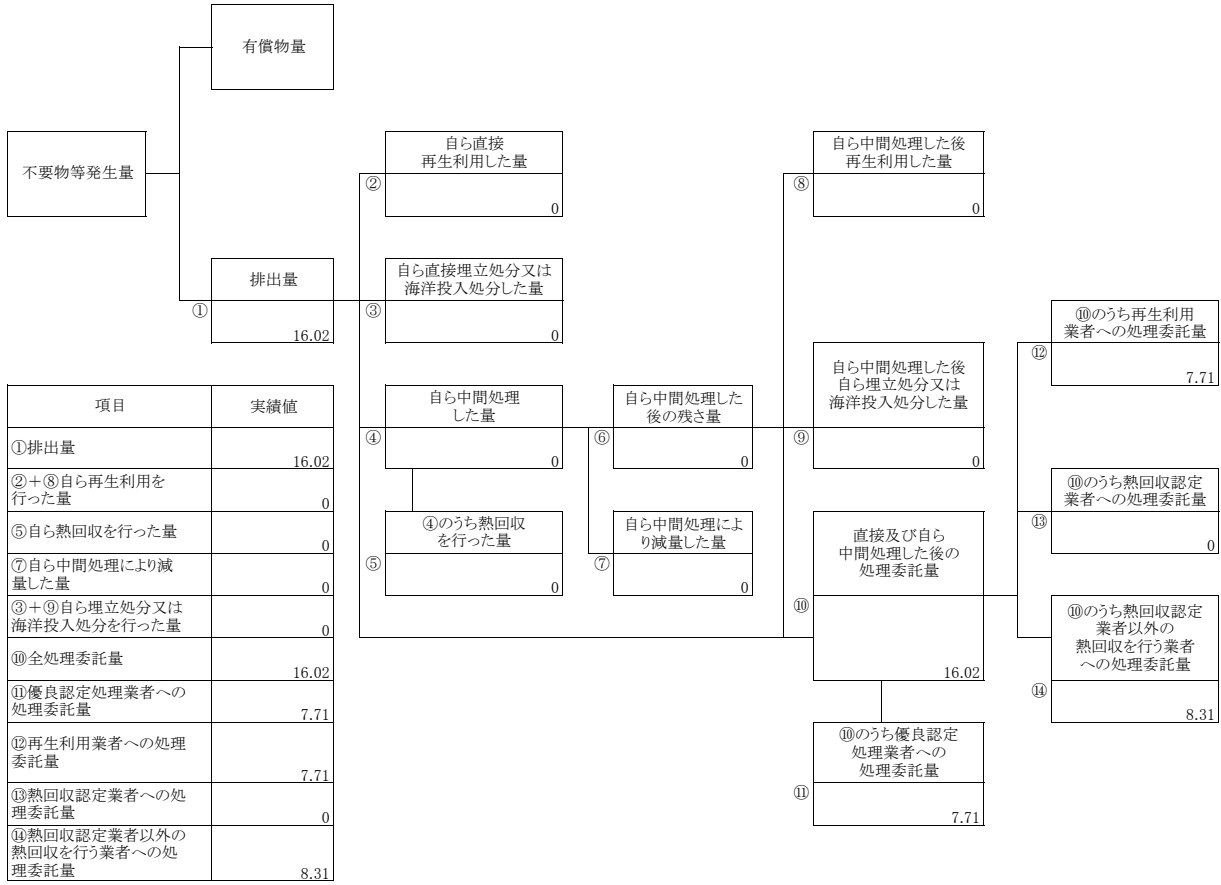 有償物量
不要物等発生量
自ら直接
再生利用した量
②
0
自ら中間処理した後
再生利用した量
⑧
0
排出量
①
16.02
自ら直接埋立処分又は
海洋投入処分した量
③
0
自ら中間処理
した量
④
0
自ら中間処理した
後の残さ量
⑥
0
自ら中間処理した後
自ら埋立処分又は
海洋投入処分した量
⑨
0
⑩のうち再生利用
業者への処理委託量
⑫
7.71
④のうち熱回収
を行った量
⑤
0
自ら中間処理によ
り減量した量
⑦
0
直接及び自ら
中間処理した後の
処理委託量
⑩
16.02
⑩のうち熱回収認定
業者への処理委託量
⑬
0
⑩のうち熱回収認定
業者以外の
熱回収を行う業者
への処理委託量
⑭
8.31
⑩のうち優良認定
処理業者への
処理委託量
⑪
7.71
項目 実績値
①排出量
16.02
②＋⑧自ら再生利用を
行った量
0
⑤自ら熱回収を行った量
0
⑦自ら中間処理により減
量した量
0
③＋⑨自ら埋立処分又は
海洋投入処分を行った量
0
⑩全処理委託量
16.02
⑪優良認定処理業者への
処理委託量
7.71
⑫再生利用業者への処理
委託量
7.71
⑬熱回収認定業者への処
理委託量
0
⑭熱回収認定業者以外の
熱回収を行う業者への処
理委託量
8.31